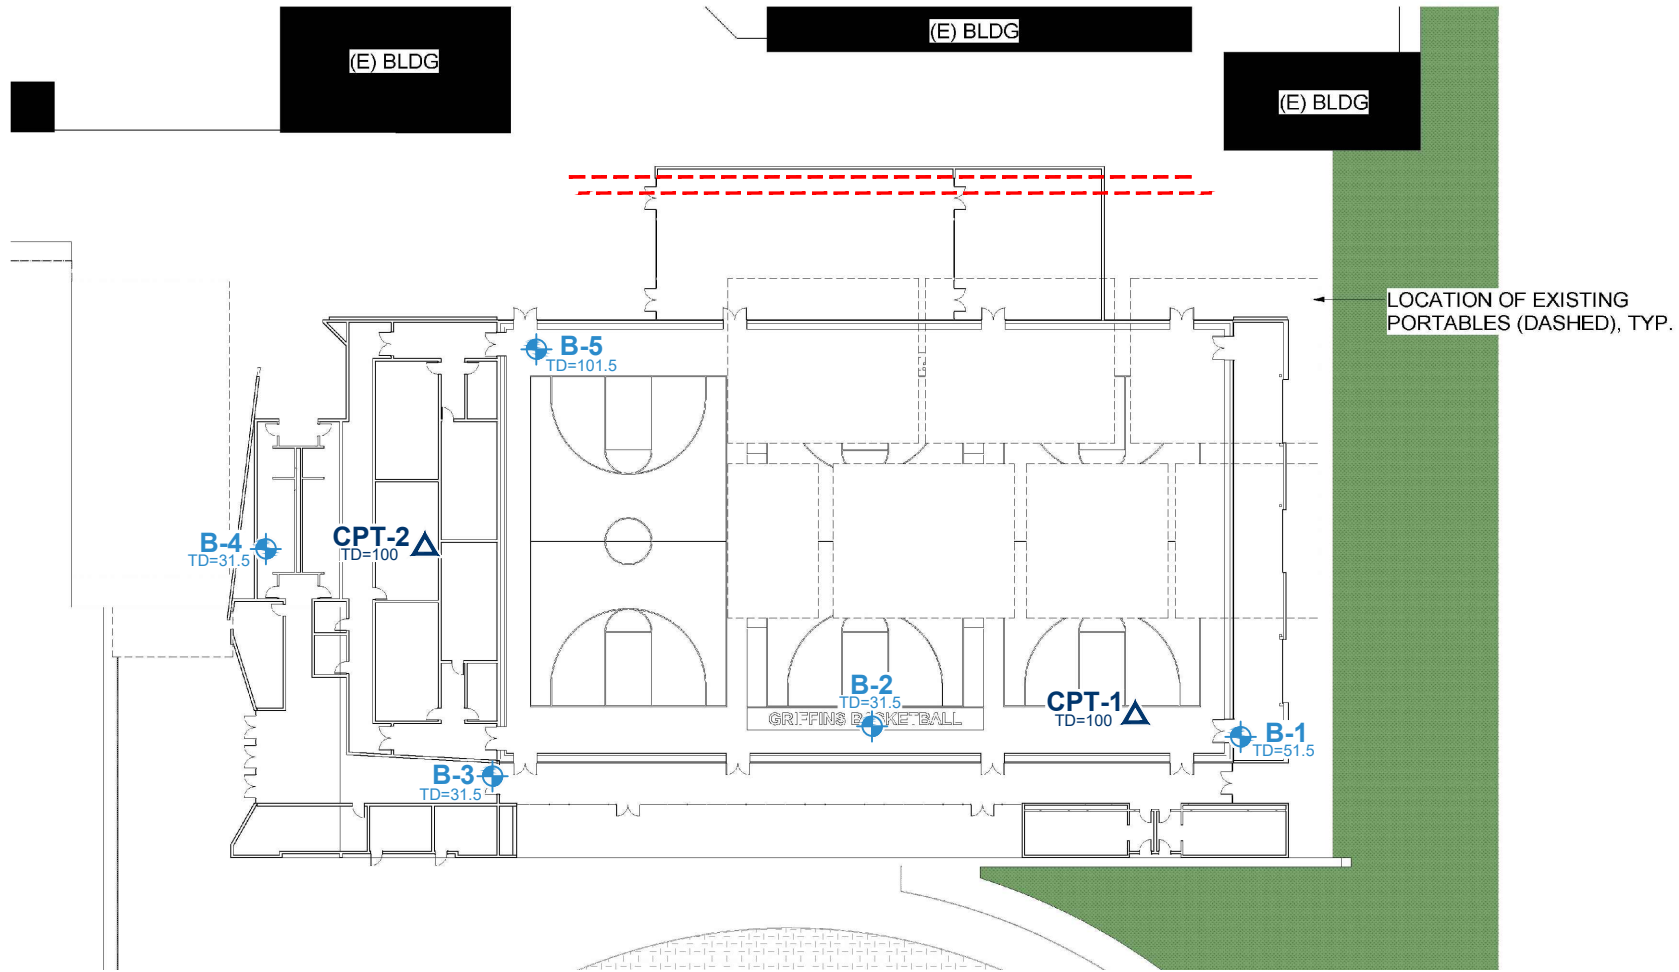 (E) BLDG
(E) BLDG
(E) BLDG
LOCATION OF EXISTING
PORTABLES (DASHED), TYP.
B-5
TD=101.5
B-4
TD=31.5
CPT-2
TD=100
B-2
TD=31.5
GRIFFINS BASKETBALL
CPT-1
TD=100
B-1
TD=51.5
B-3
TD=31.5